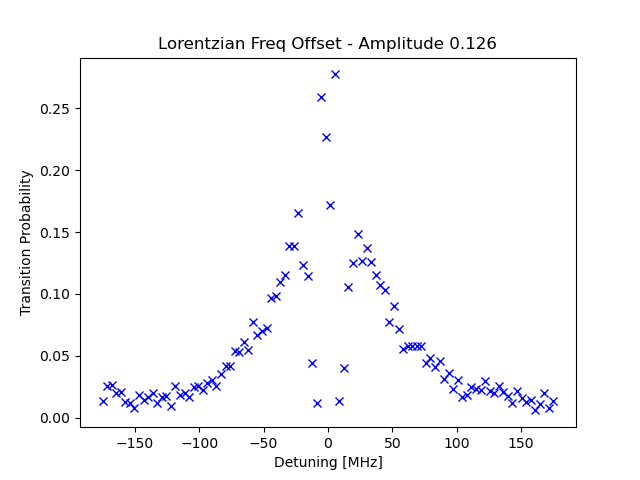 Lorentzian Freq Offset - Amplitude 0.126
Transition Probability
0.25
0.20
0.15
0.10
0.05
0.00
−150 −100 −50 0 50 100 150
Detuning [MHz]